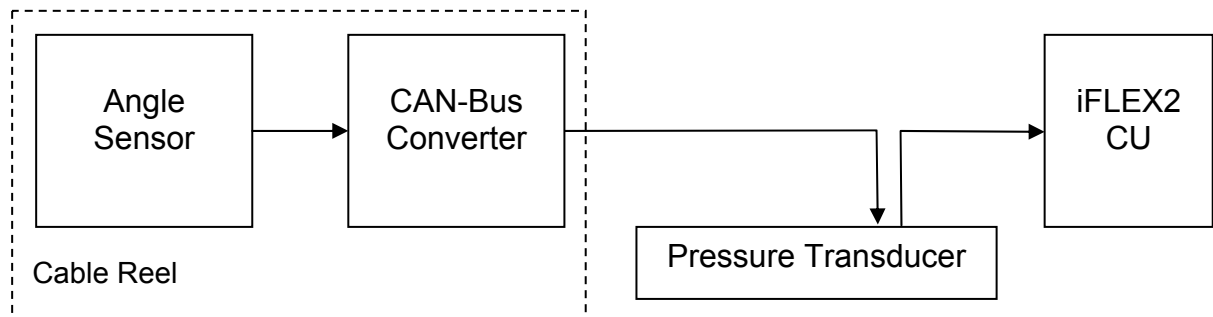 Angle
Sensor
CAN-Bus
Converter
iFLEX2
CU
Pressure Transducer
Cable Reel